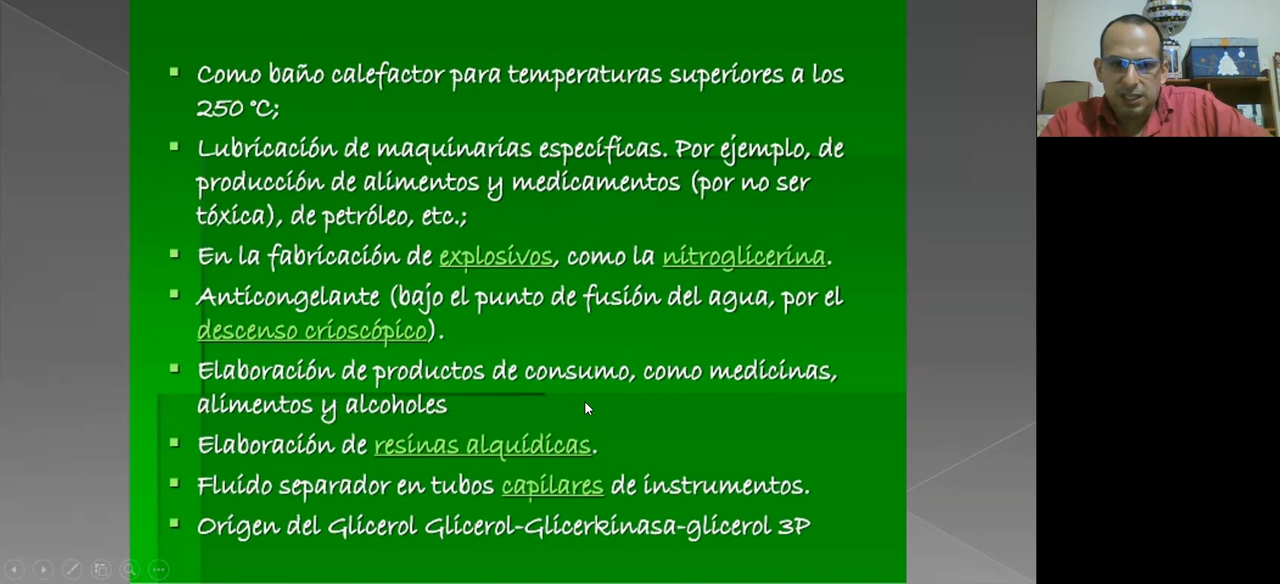 Como baño calefactor para temperaturas superiores a los
250 °C;
Lubricación de maquinarias específicas. Por ejemplo, de
producción de alimentos y medicamentos (por no ser
tóxica), de petróleo, etc.;
En la fabricación de explosivos, como la nitroglicerina.
Anticongelante (bajo el punto de fusión del agua, por el
descenso crioscópico).
Elaboración de productos de consumo, como medicinas,
alimentos y alcoholes
Elaboración de resinas alquídicas.
Fluido separador en tubos capilares de instrumentos.
Origen del Glicerol Glicerol-Glicerkinasa-glicerol 3P